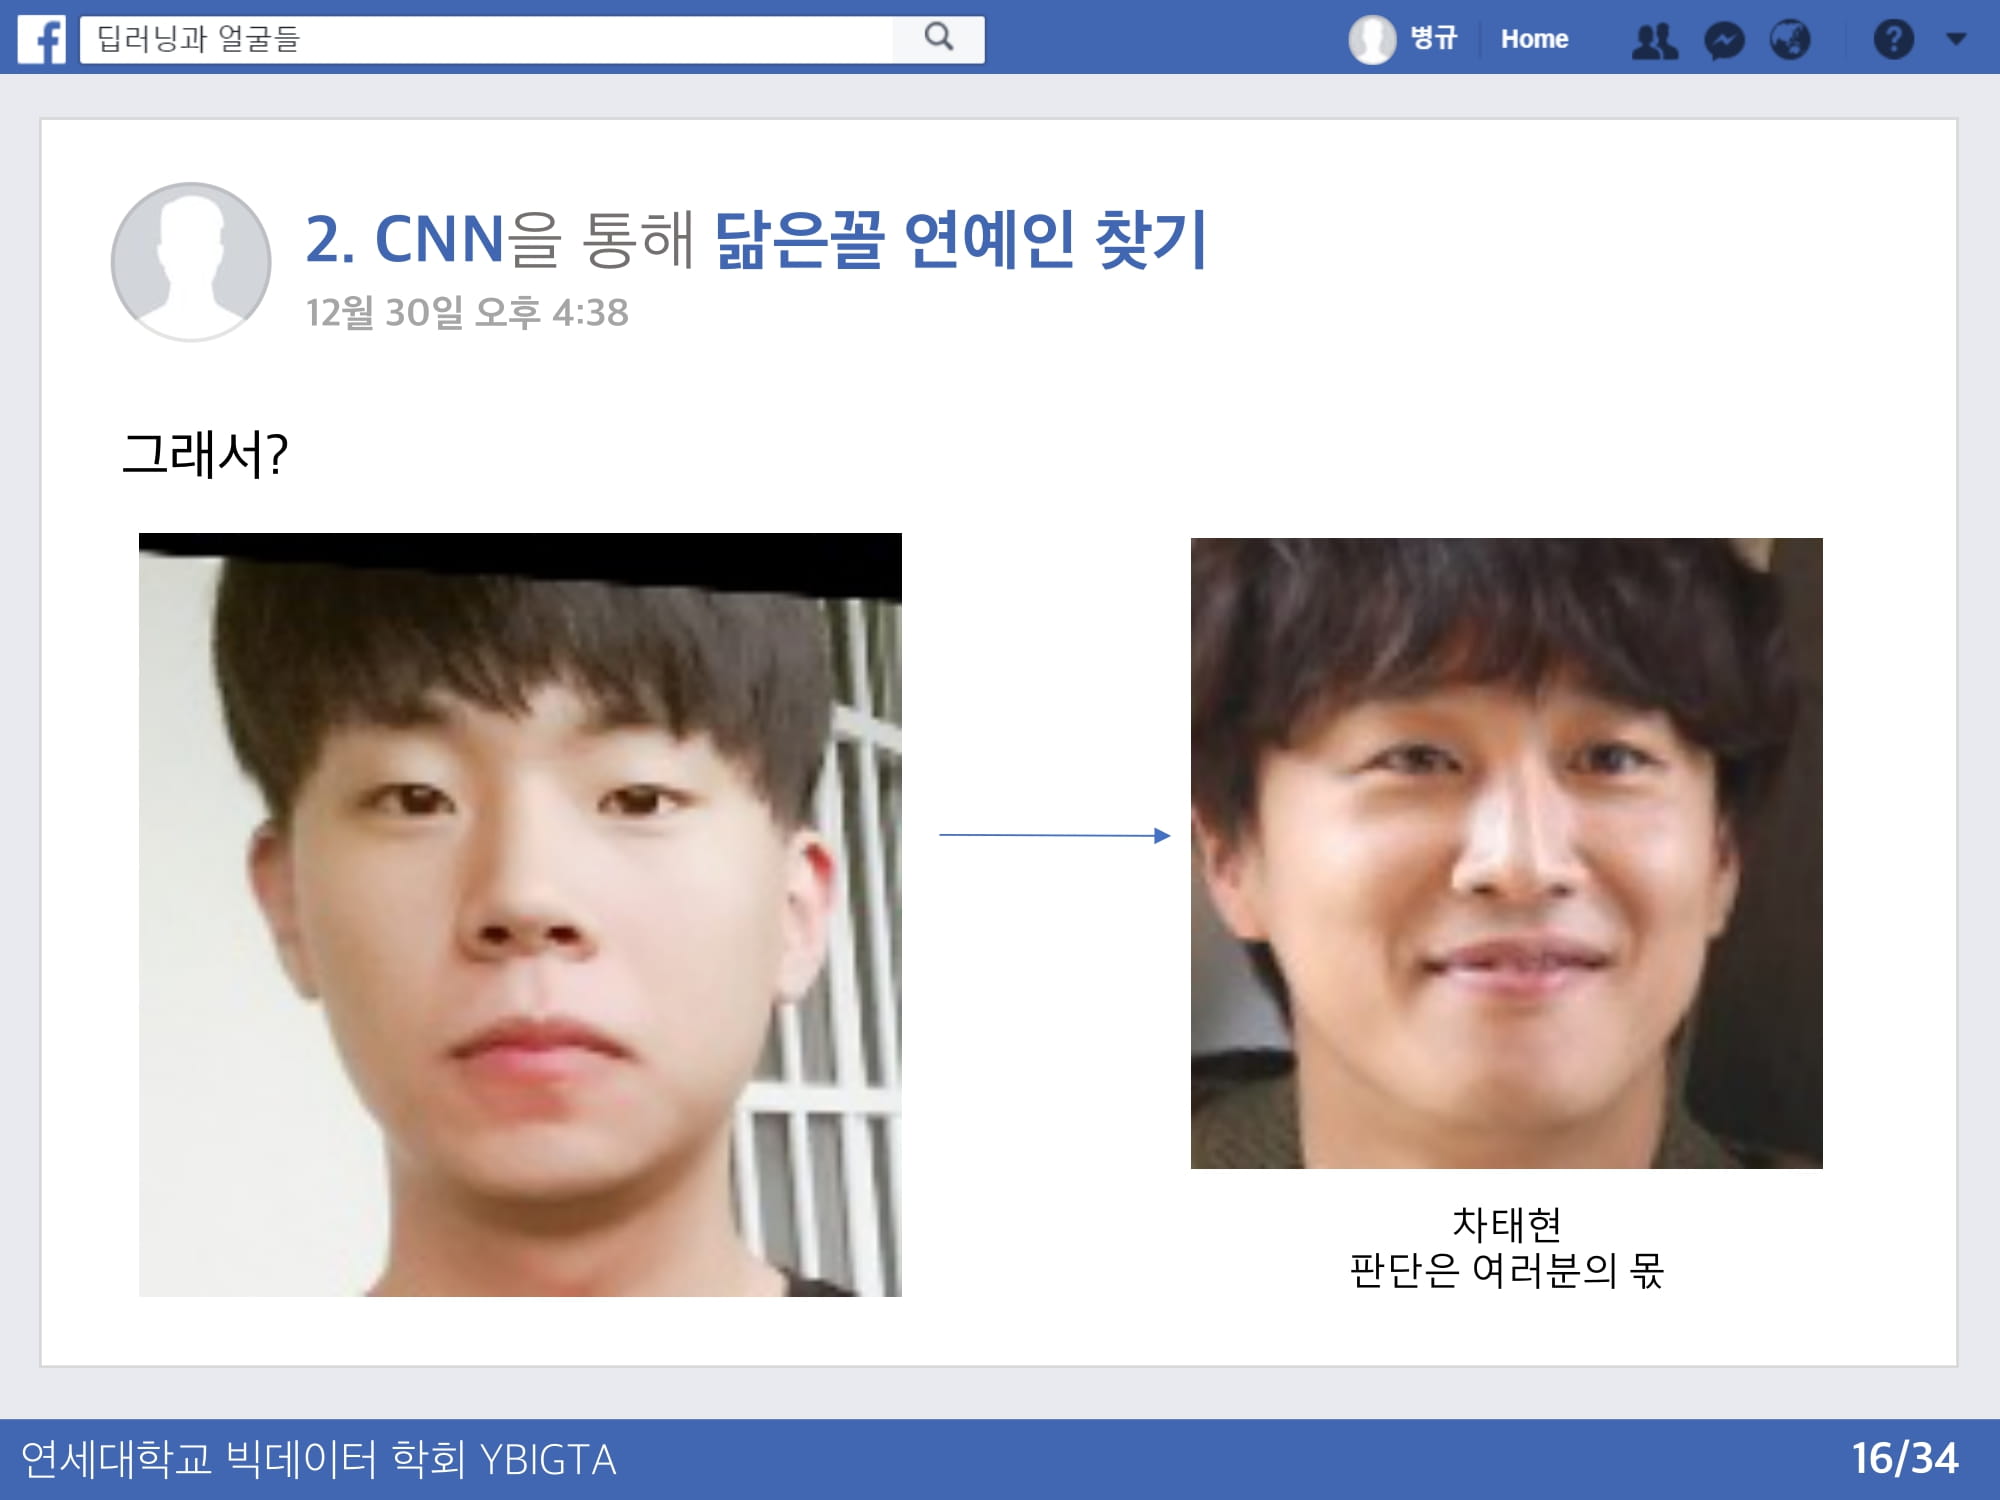 딥러닝과 얼굴들
병규 Home
2. CNN을 통해 닮은꼴 연예인 찾기
12월 30일 오후 4:38
그래서?
차태현
판단은 여러분의 몫
연세대학교 빅데이터 학회 YBIGTA
16/34